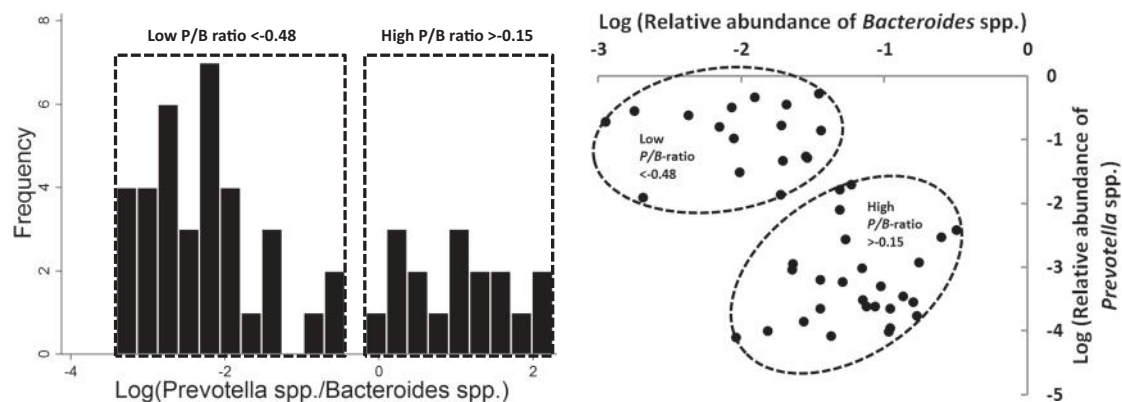 Low P/B ratio <-0.48
High P/B ratio >-0.15
8
6
4
2
0
Frequency
-4
-2
0
2
Log(Prevotella spp./Bacteroides spp.)
Log (Relative abundance of Bacteroides spp.)
-3
-2
-1
0
0
-1
-2
-3
-4
-5
Low
P/B-ratio
<-0.48
High
P/B-ratio
>-0.15
Log (Relative abundance of
Prevotella spp.)